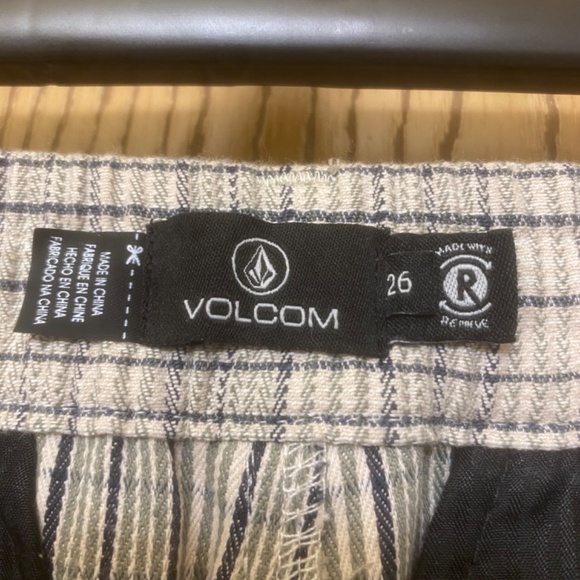 MADE IN CHINA
FABRIQUE EN CHINE
HECHO EN CHINA
FABRICADO NA CHINA
VOLCOM
26
MADE WITH
R
REPREVE